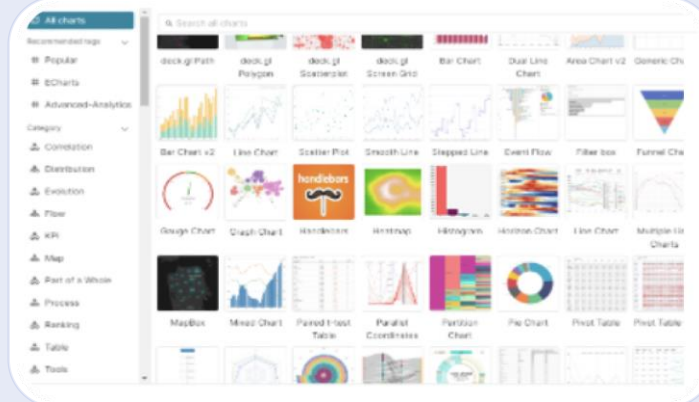 All charts
Search all charts
Recommended tags
# Popular
# ECharts
# Advanced-Analytics
Category
Correlation
Distribution
Evolution
Flow
KPI
Map
Part of a Whole
Process
Ranking
Table
Tools
deck.gl Path
deck.gl
Polygon
deck.gl
Scatterplot
deck.gl
Screen Grid
Bar Chart
Dual Line
Chart
Area Chart v2
Generic Ch
Bar Chart v2
Line Chart
Scatter Plot
Smooth Line
Stepped Line
Event Flow
Filter box
Funnel Cha
handlebars
Gauge Chart
Graph Chart
Handlebars
Heatmap
Histogram
Horizon Chart
Line Chart
Multiple Lin
Charts
MapBox
Mixed Chart
Paired t-test
Table
Parallel
Coordinates
Partition
Chart
Pie Chart
Pivot Table
Pivot Table